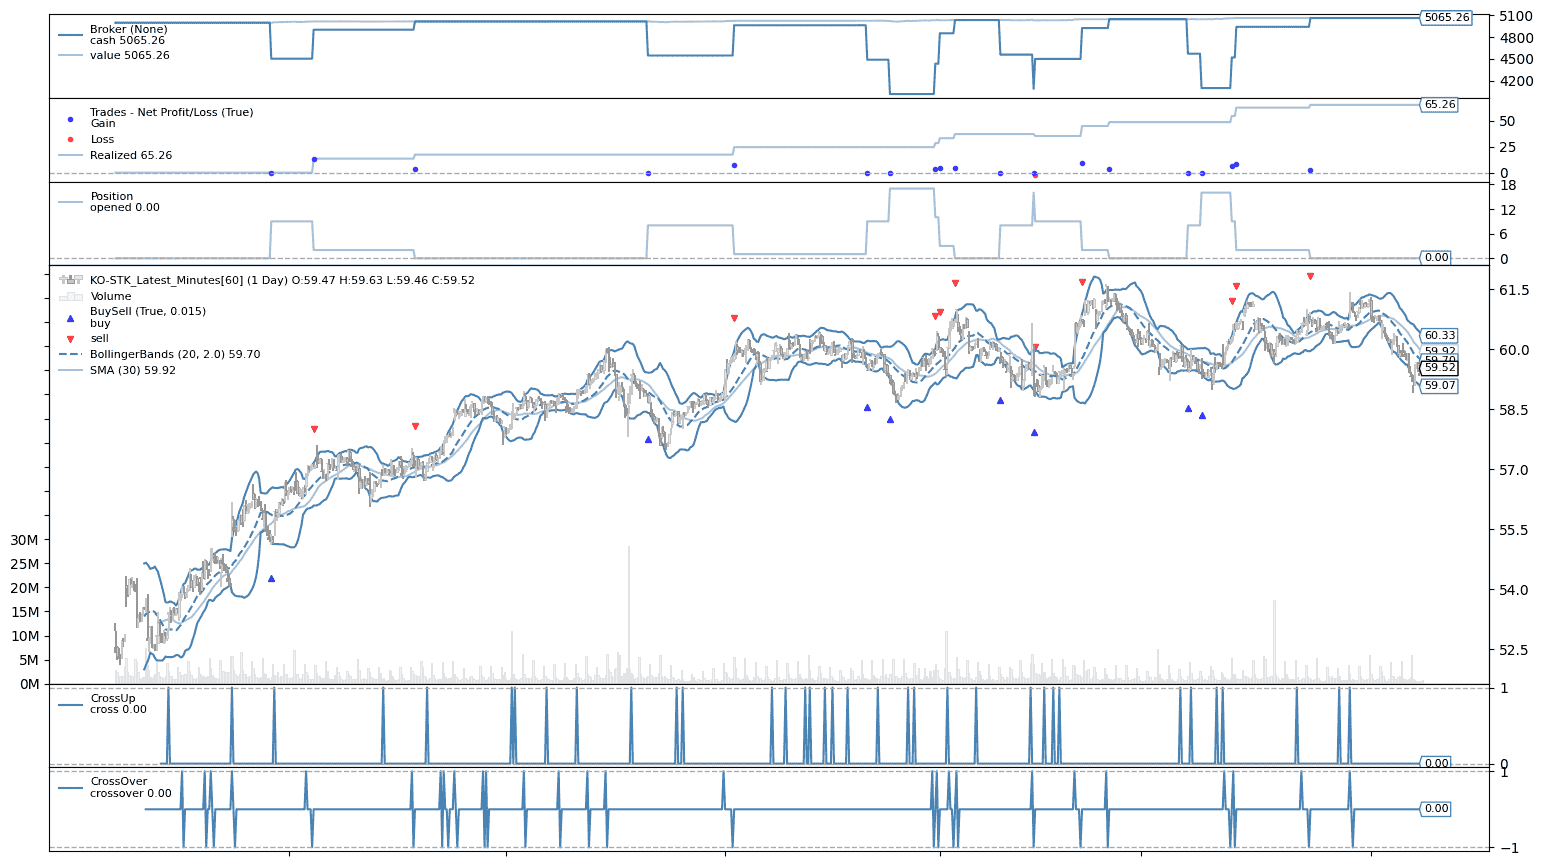 Broker (None)
cash 5065.26
value 5065.26
5065.26
5100
4800
4500
4200
Trades - Net Profit/Loss (True)
Gain
Loss
Realized 65.26
65.26
50
25
0
Position
opened 0.00
18
12
6
0.00
0
KO-STK_Latest_Minutes[60] (1 Day) O:59.47 H:59.63 L:59.46 C:59.52
Volume
BuySell (True, 0.015)
buy
sell
BollingerBands (20, 2.0) 59.70
SMA (30) 59.92
61.5
60.33
60.0
59.92
59.70
59.52
59.07
58.5
57.0
55.5
54.0
52.5
30M
25M
20M
15M
10M
5M
0M
CrossUp
cross 0.00
1
0.00
0
CrossOver
crossover 0.00
1
0.00
−1